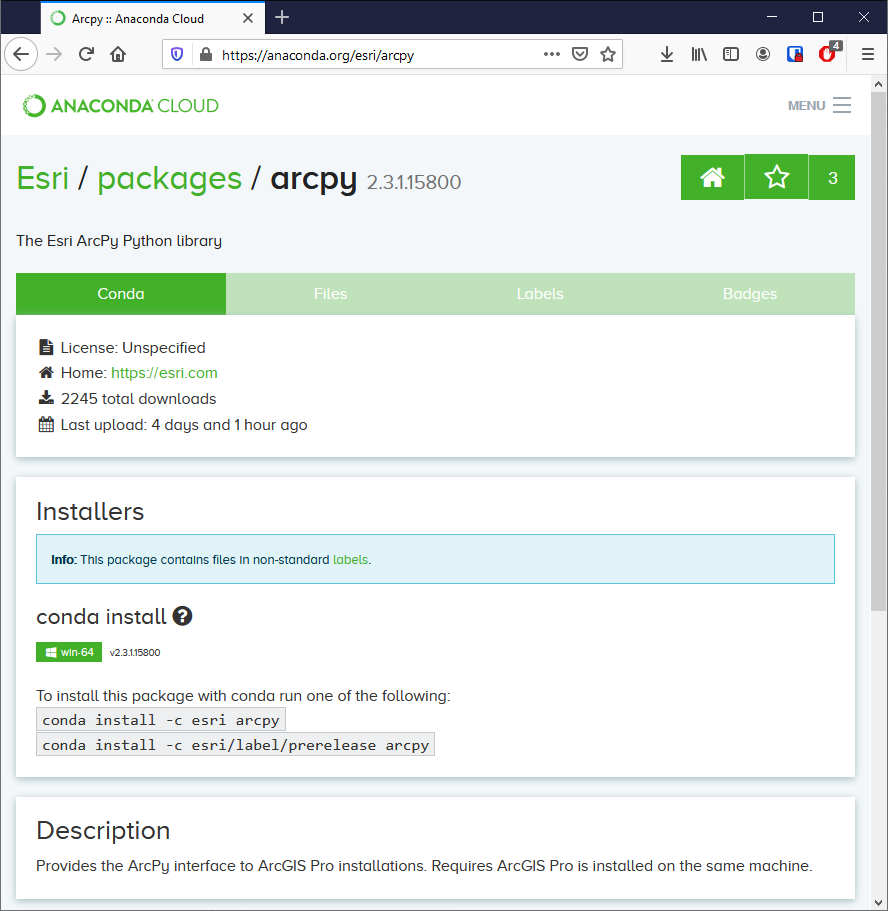 Arcpy :: Anaconda Cloud
https://anaconda.org/esri/arcpy
4
ANACONDA CLOUD
MENU
Esri / packages / arcpy 2.3.1.15800
3
The Esri ArcPy Python library
Conda Files Labels Badges
License: Unspecified
Home: https://esri.com
2245 total downloads
Last upload: 4 days and 1 hour ago
Installers
Info: This package contains files in non-standard labels.
conda install ?
win-64 v2.3.1.15800
To install this package with conda run one of the following:
conda install -c esri arcpy
conda install -c esri/label/prerelease arcpy
Description
Provides the ArcPy interface to ArcGIS Pro installations. Requires ArcGIS Pro is installed on the same machine.